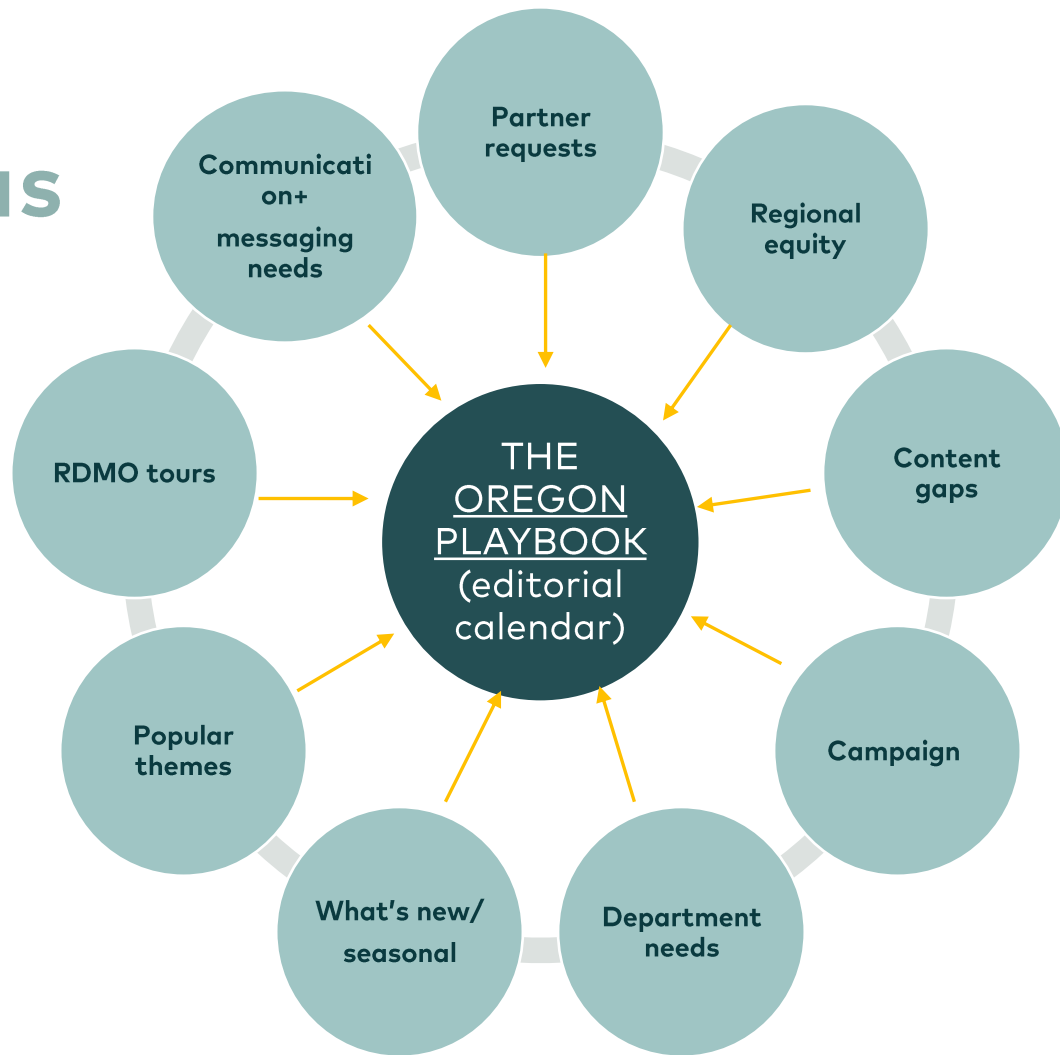 Partner
requests
Communicati
on+
messaging
needs
Regional
equity
RDMO tours
Content
gaps
THE
OREGON
PLAYBOOK
(editorial
calendar)
Popular
themes
Campaign
What's new/
seasonal
Department
needs